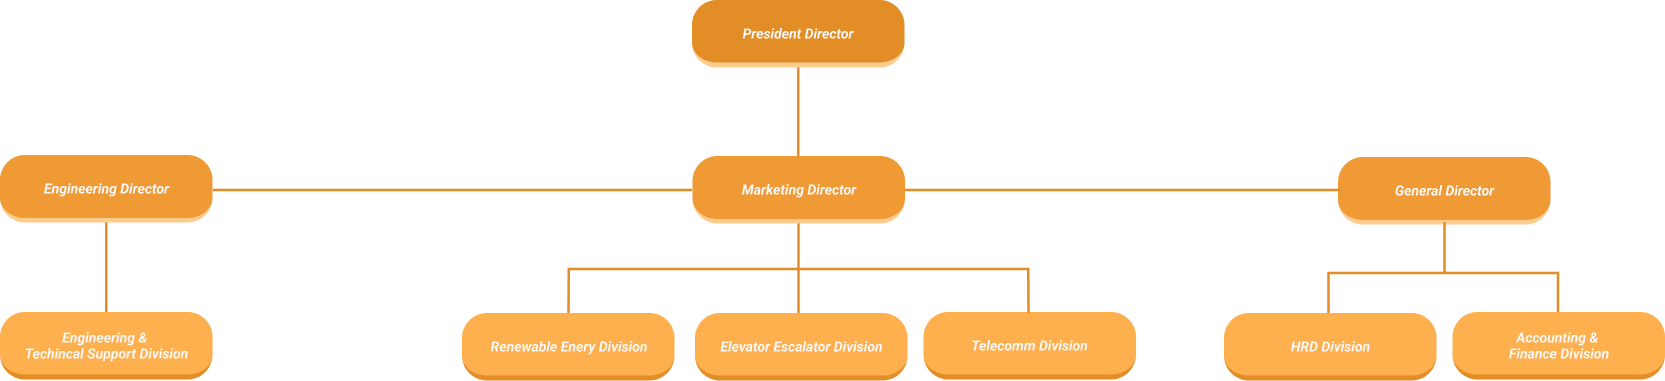 President Director
Engineering Director
Marketing Director
General Director
Engineering &
Techincal Support Division
Renewable Enery Division
Elevator Escalator Division
Telecomm Division
HRD Division
Accounting &
Finance Division